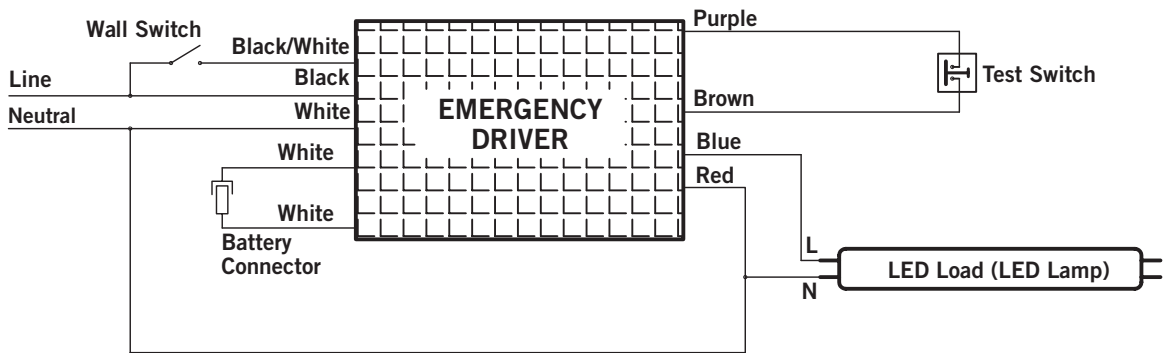 Wall Switch
Black/White
Line
Black
Neutral
White
White
White
Battery
Connector
EMERGENCY
DRIVER
Purple
Test Switch
Brown
Blue
Red
L
N
LED Load (LED Lamp)